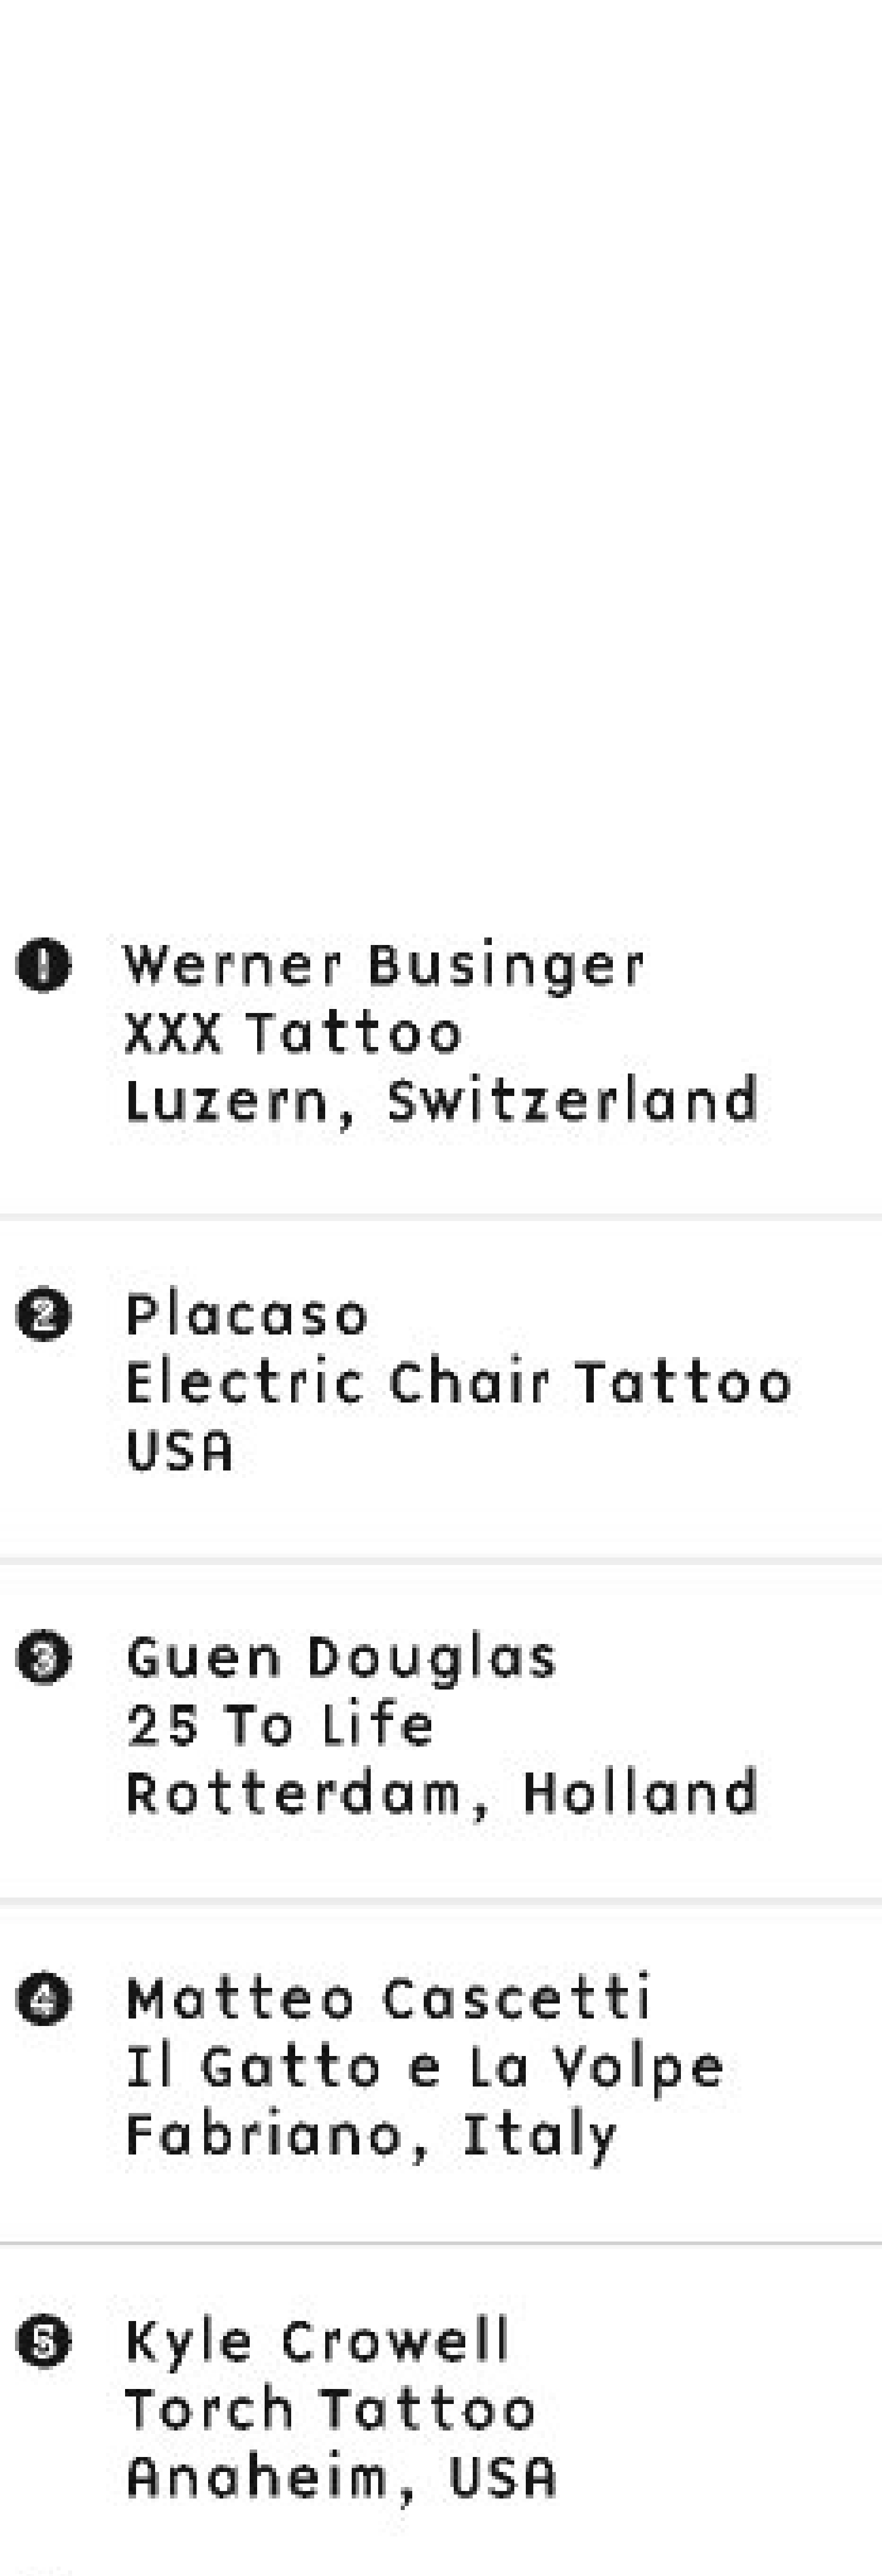 1 Werner Businger
XXX Tattoo
Luzern, Switzerland
2 Placaso
Electric Chair Tattoo
USA
3 Guen Douglas
25 To Life
Rotterdam, Holland
4 Matteo Cascetti
Il Gatto e La Volpe
Fabriano, Italy
5 Kyle Crowell
Torch Tattoo
Anaheim, USA